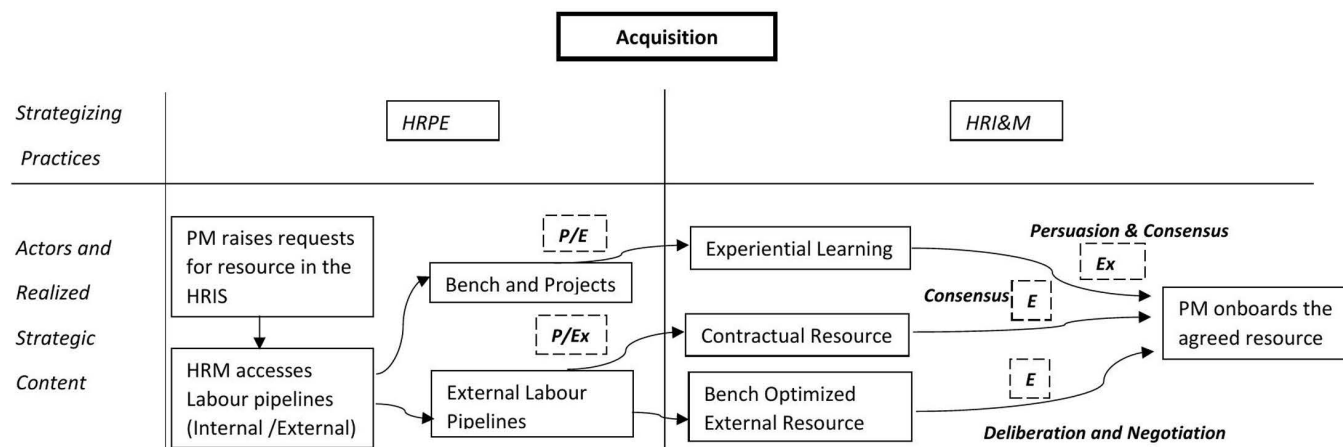 Acquisition
Strategizing
Practices
HRPE
HRI&M
Actors and
Realized
Strategic
Content
PM raises requests
for resource in the
HRIS
HRM accesses
Labour pipelines
(Internal /External)
P/E
Bench and Projects
P/Ex
External Labour
Pipelines
Experiential Learning
Contractual Resource
Bench Optimized
External Resource
Persuasion & Consensus
Ex
Consensus
E
E
Deliberation and Negotiation
PM onboards the
agreed resource